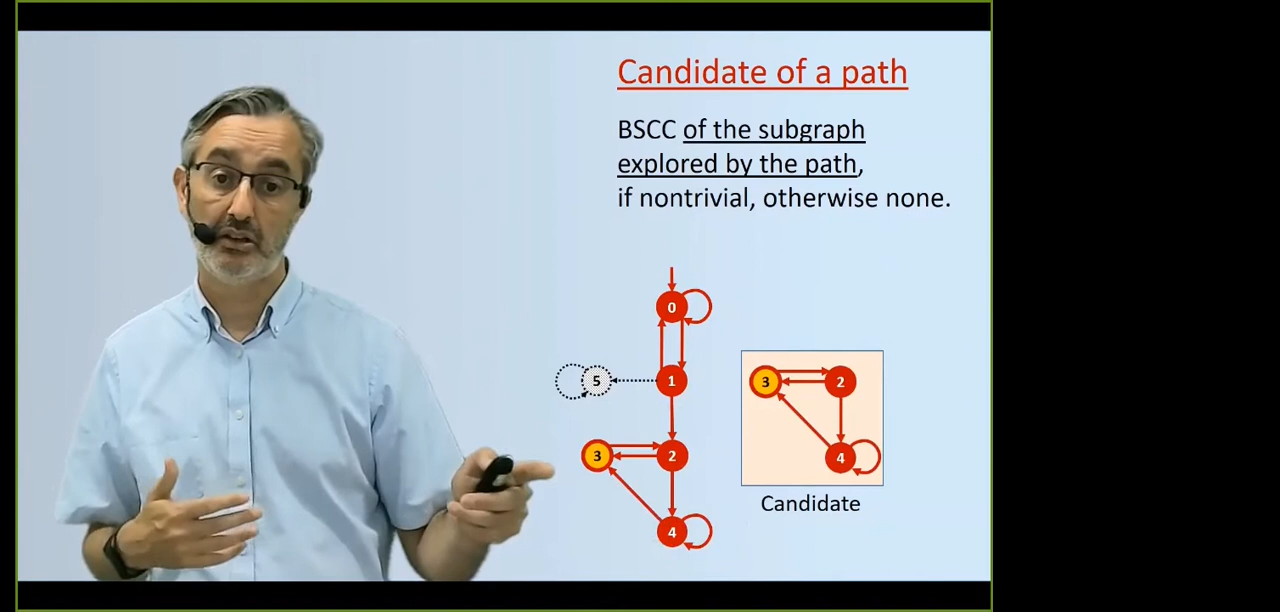 Candidate of a path
BSCC of the subgraph
explored by the path,
if nontrivial, otherwise none.
0
5
1
3
2
3
2
4
4
Candidate